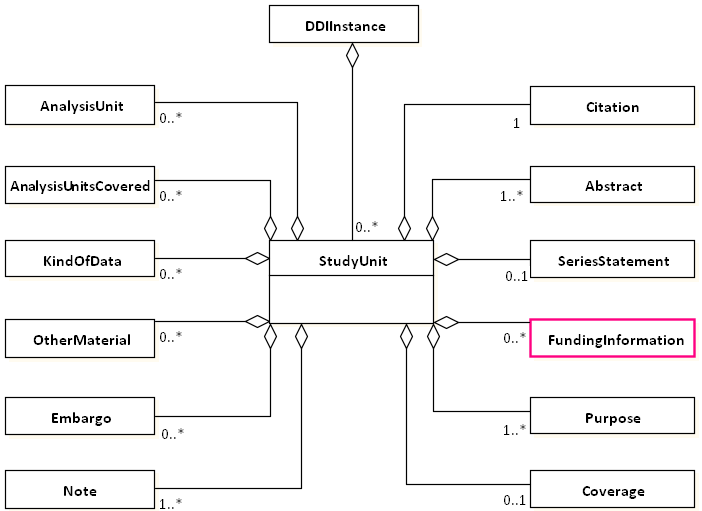 DDIInstance
AnalysisUnit
0..*
Citation
1
AnalysisUnitsCovered
0..*
Abstract
1..*
0..*
KindOfData
0..*
StudyUnit
SeriesStatement
0..1
OtherMaterial
0..*
FundingInformation
0..*
Embargo
0..*
Purpose
1..*
Note
1..*
Coverage
0..1